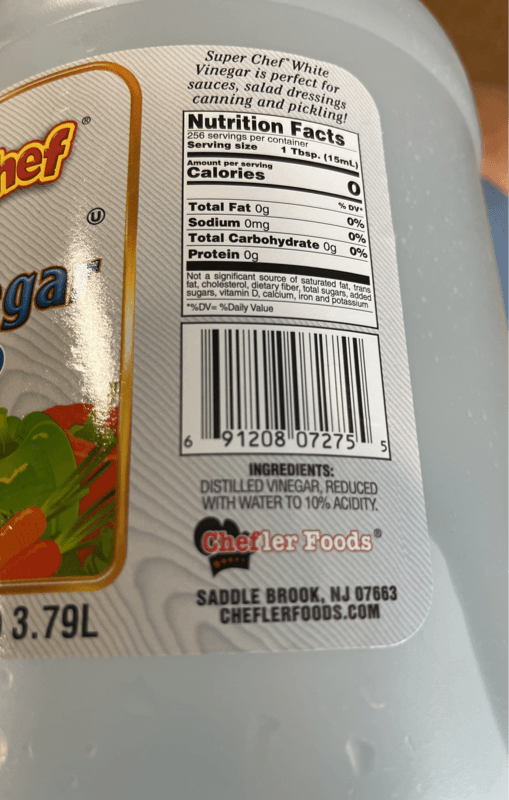 Super Chef® White
Vinegar is perfect for
sauces, salad dressings
canning and pickling!
Nutrition Facts
256 servings per container
Serving size 1 Tbsp. (15mL)
Amount per serving
Calories 0
% DV*
Total Fat 0g 0%
Sodium 0mg 0%
Total Carbohydrate 0g 0%
Protein 0g
Not a significant source of saturated fat, trans
fat, cholesterol, dietary fiber, total sugars, added
sugars, vitamin D, calcium, iron and potassium
*%DV= %Daily Value
6 91208 07275 5
INGREDIENTS:
DISTILLED VINEGAR, REDUCED
WITH WATER TO 10% ACIDITY.
Chefler Foods®
SADDLE BROOK, NJ 07663
CHEFLERFOODS.COM
hef®
U
ega
3.79L